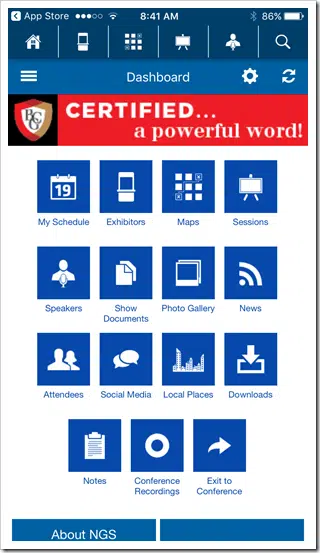 App Store 8:41 AM 86%
Dashboard
BCG
CERTIFIED...
a powerful word!
19
My Schedule Exhibitors Maps Sessions
Speakers Show Documents Photo Gallery News
Attendees Social Media Local Places Downloads
Notes Conference Recordings Exit to Conference
About NGS